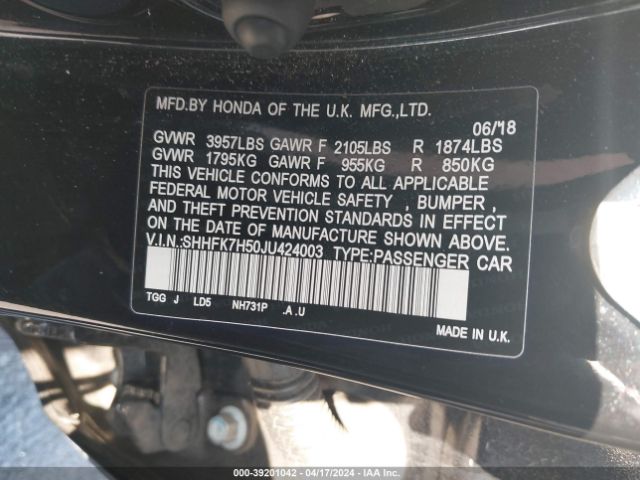 MFD.BY HONDA OF THE U.K. MFG.,LTD.
06/18
GVWR 3957LBS GAWR F 2105LBS R 1874LBS
GVWR 1795KG GAWR F 955KG R 850KG
THIS VEHICLE CONFORMS TO ALL APPLICABLE
FEDERAL MOTOR VEHICLE SAFETY , BUMPER ,
AND THEFT PREVENTION STANDARDS IN EFFECT
ON THE DATE OF MANUFACTURE SHOWN ABOVE.
V.I.N.:SHHFK7H50JU424003 TYPE:PASSENGER CAR
TGG J LD5 NH731P .A .U
MADE IN U.K.
000-39201042 - 04/17/2024 - IAA Inc.